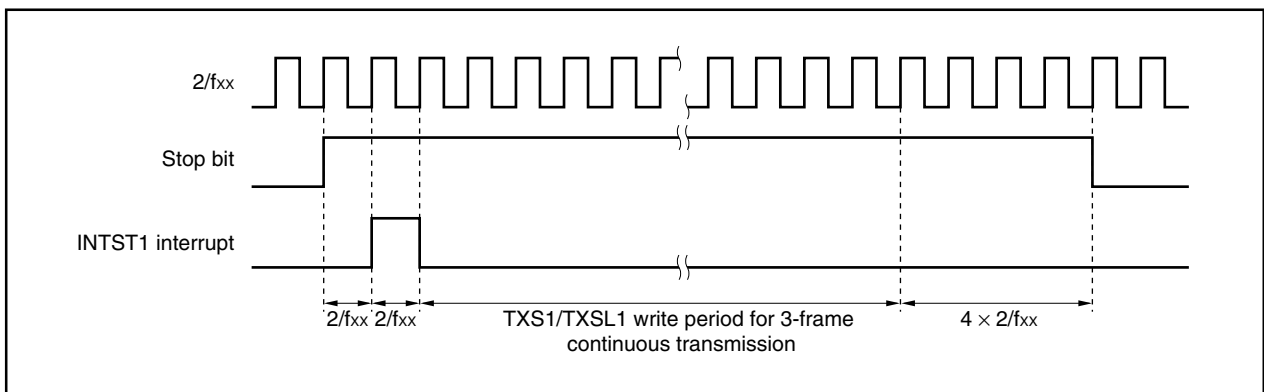 2/fxx
Stop bit
INTST1 interrupt
2/fxx 2/fxx
TXS1/TXSL1 write period for 3-frame
continuous transmission
4 × 2/fxx